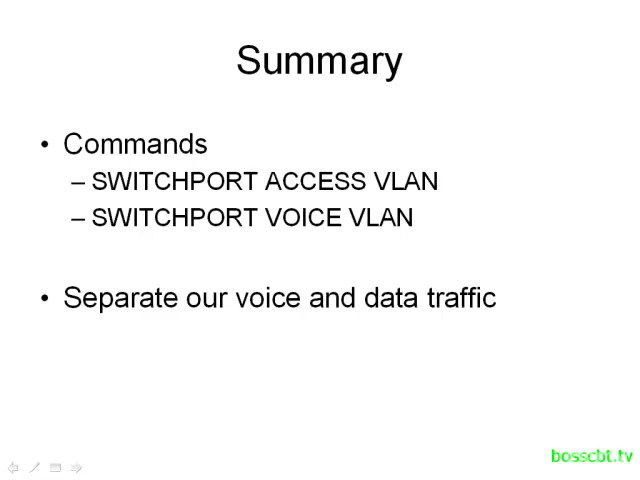 Summary
• Commands
– SWITCHPORT ACCESS VLAN
– SWITCHPORT VOICE VLAN
• Separate our voice and data traffic
bosscbt.tv